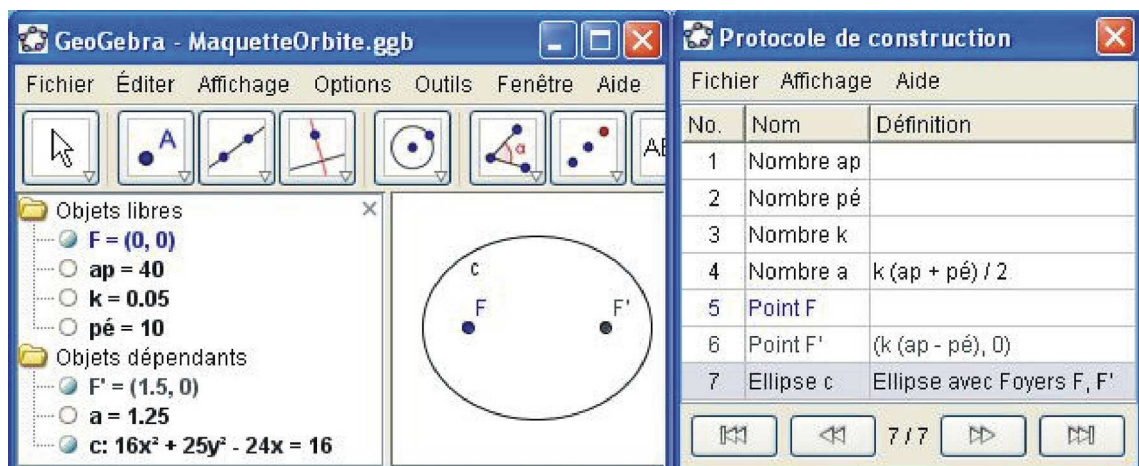 GeoGebra - MaquetteOrbite.ggb
Fichier Éditer Affichage Options Outils Fenêtre Aide
A
α
Objets libres
F = (0, 0)
ap = 40
k = 0.05
pé = 10
Objets dépendants
F' = (1.5, 0)
a = 1.25
c: 16x² + 25y² - 24x = 16
c
F F'
Protocole de construction
Fichier Affichage Aide
No. Nom Définition
1 Nombre ap
2 Nombre pé
3 Nombre k
4 Nombre a k (ap + pé) / 2
5 Point F
6 Point F' (k (ap - pé), 0)
7 Ellipse c Ellipse avec Foyers F, F'
7 / 7